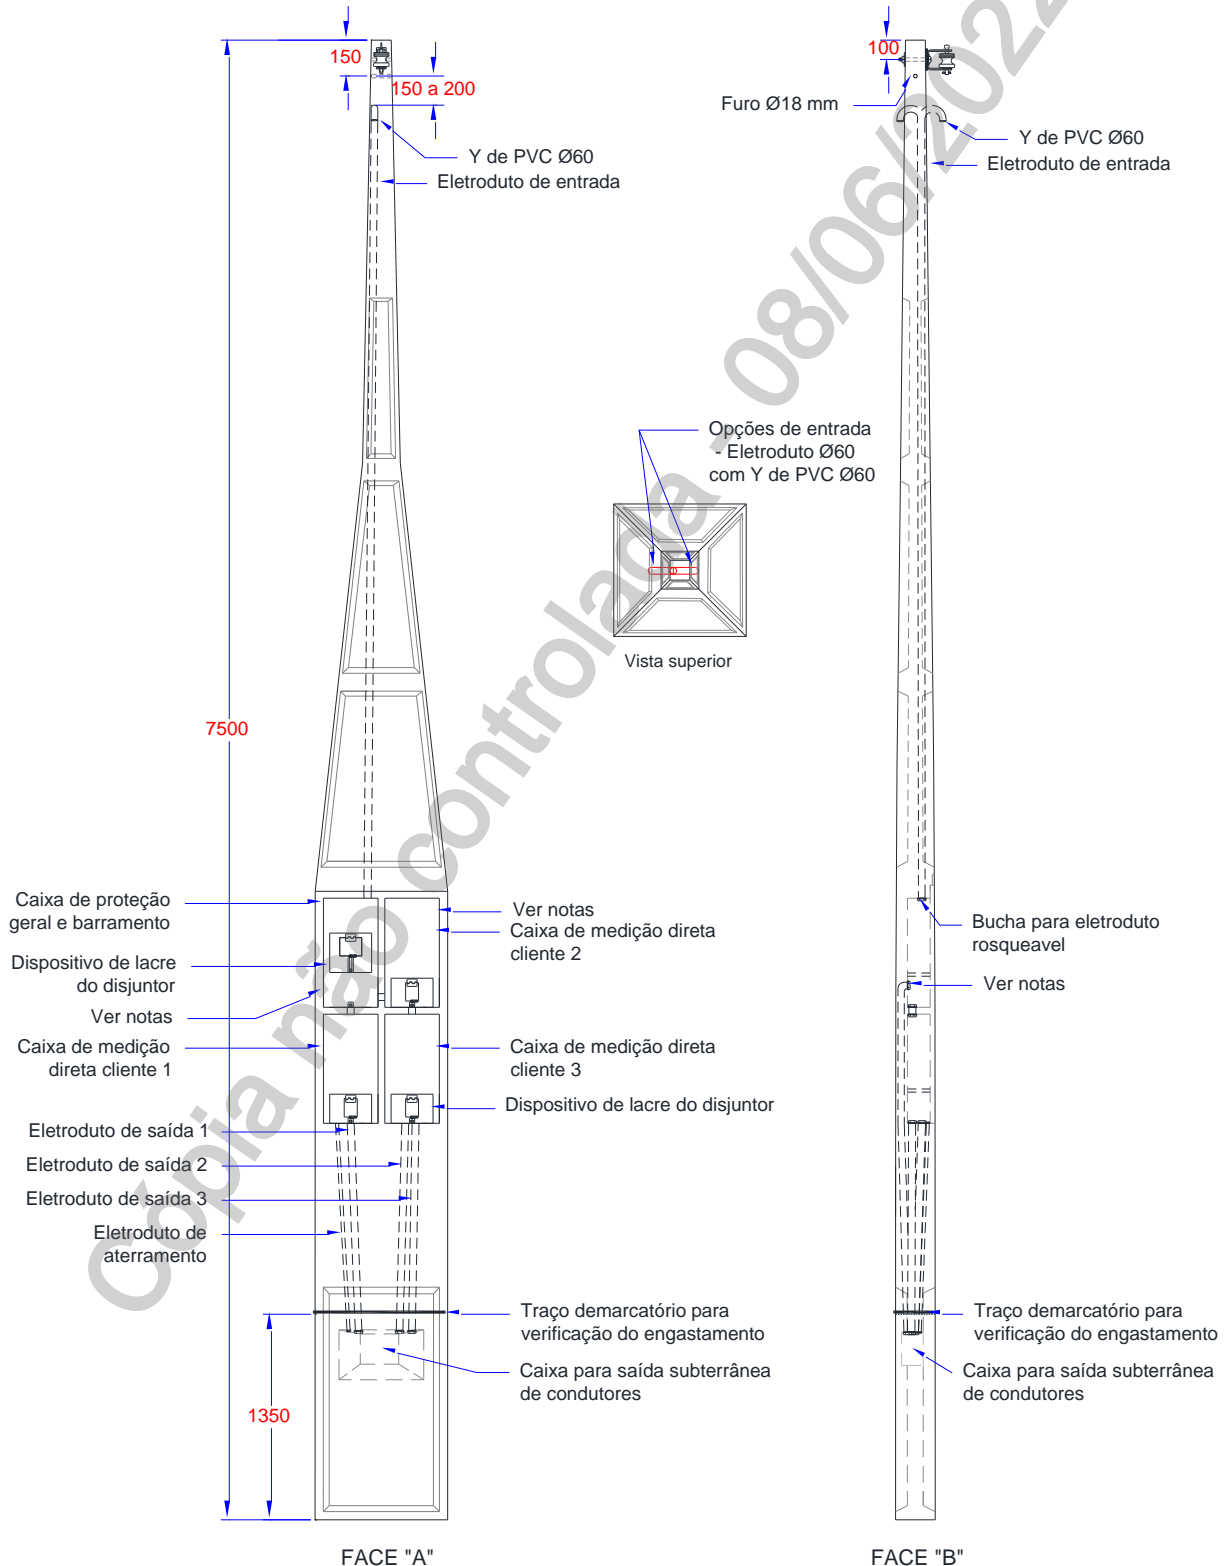 150
150 a 200
Y de PVC Ø60
Eletroduto de entrada
100
Furo Ø18 mm
Y de PVC Ø60
Eletroduto de entrada
Opções de entrada
- Eletroduto Ø60
com Y de PVC Ø60
Vista superior
7500
Caixa de proteção
geral e barramento
Dispositivo de lacre
do disjuntor
Ver notas
Caixa de medição
direta cliente 1
Eletroduto de saída 1
Eletroduto de saída 2
Eletroduto de saída 3
Eletroduto de
aterramento
Ver notas
Caixa de medição direta
cliente 2
Caixa de medição direta
cliente 3
Dispositivo de lacre do disjuntor
Traço demarcatório para
verificação do engastamento
Caixa para saída subterrânea
de condutores
1350
Bucha para eletroduto
rosqueavel
Ver notas
Traço demarcatório para
verificação do engastamento
Caixa para saída subterrânea
de condutores
FACE "A"
FACE "B"
Cópia não controlada - 08/06/2022